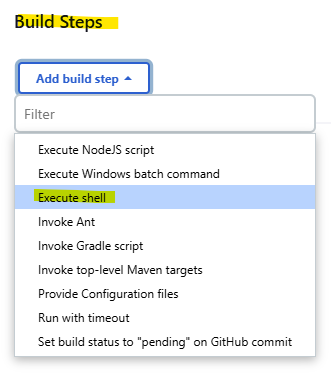 Build Steps
Add build step
Filter
Execute NodeJS script
Execute Windows batch command
Execute shell
Invoke Ant
Invoke Gradle script
Invoke top-level Maven targets
Provide Configuration files
Run with timeout
Set build status to "pending" on GitHub commit